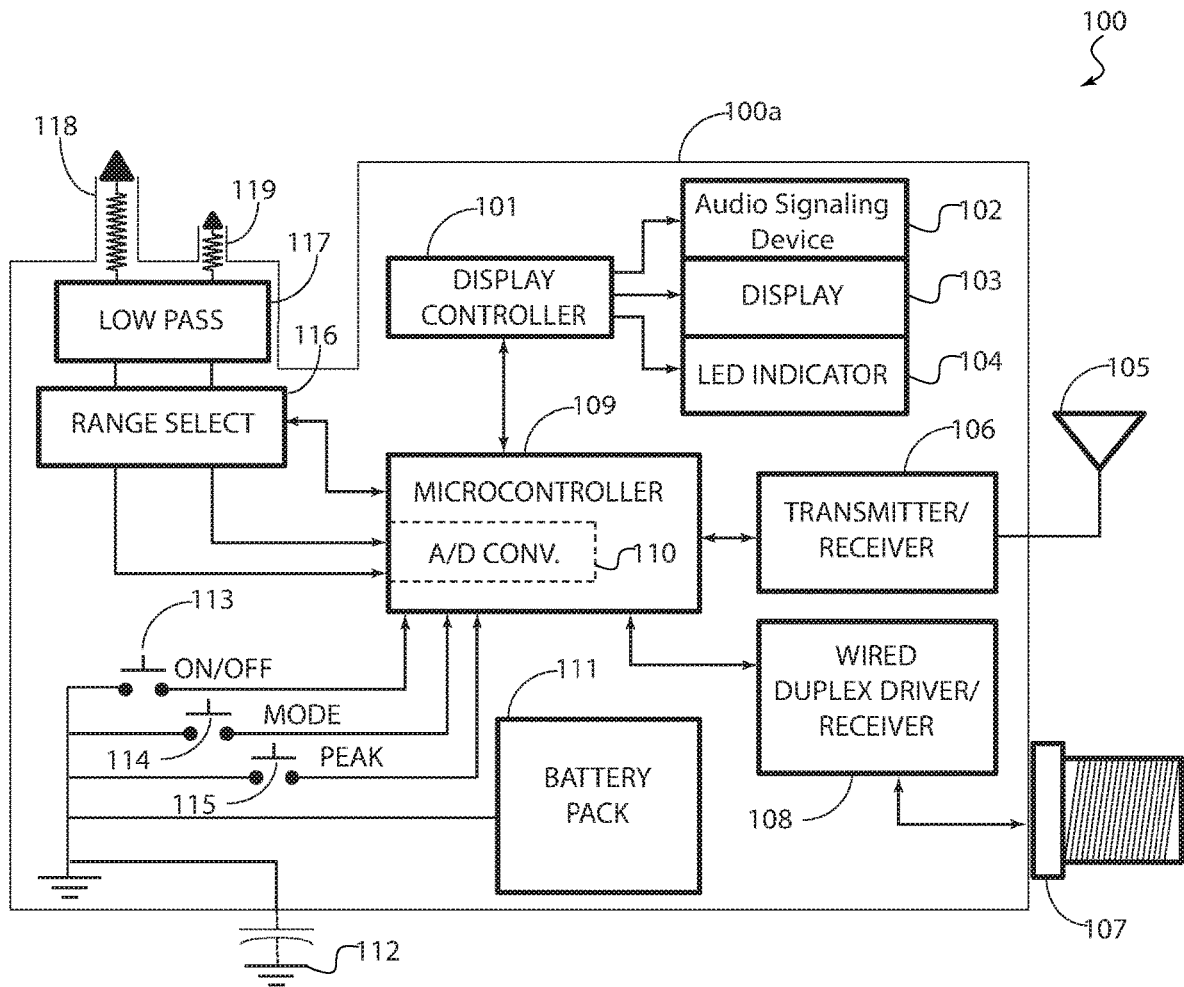 100
100a
118
119
117
116
LOW PASS
RANGE SELECT
101
DISPLAY
CONTROLLER
Audio Signaling
Device
102
DISPLAY
103
LED INDICATOR
104
105
109
MICROCONTROLLER
A/D CONV.
110
106
TRANSMITTER/
RECEIVER
113
ON/OFF
MODE
114
PEAK
115
111
BATTERY
PACK
WIRED
DUPLEX DRIVER/
RECEIVER
108
107
112